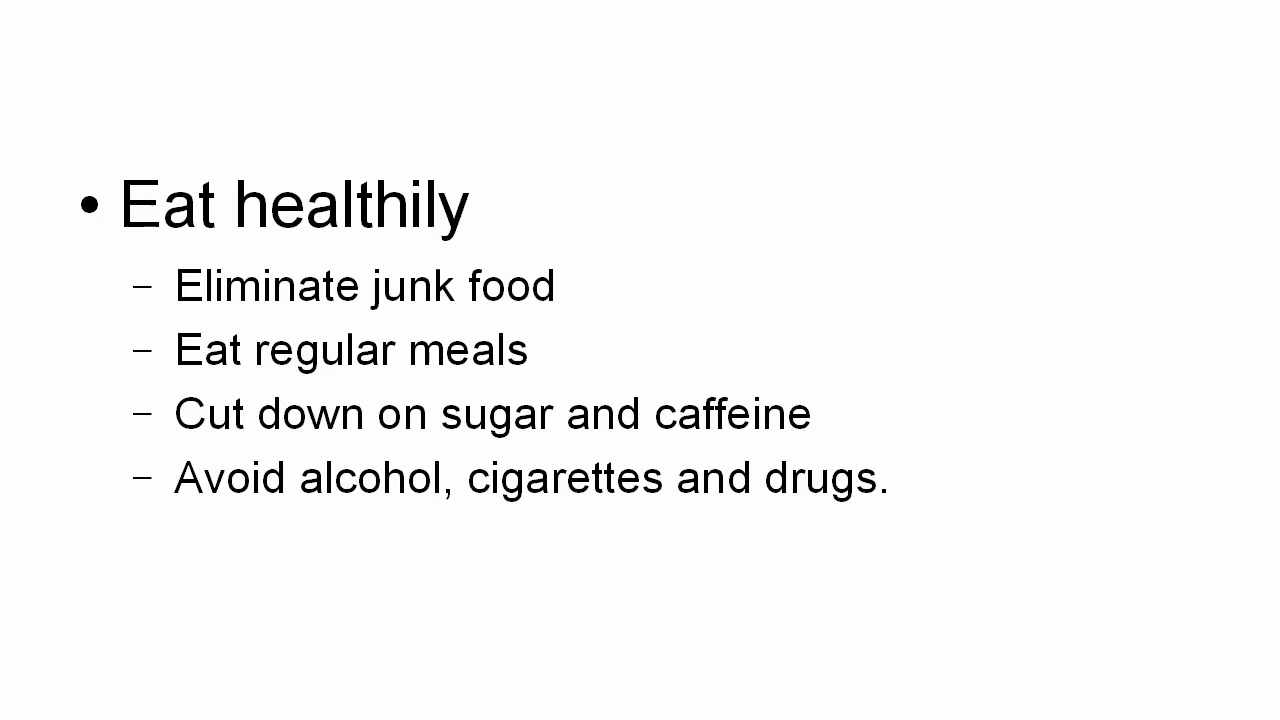 • Eat healthily
– Eliminate junk food
– Eat regular meals
– Cut down on sugar and caffeine
– Avoid alcohol, cigarettes and drugs.